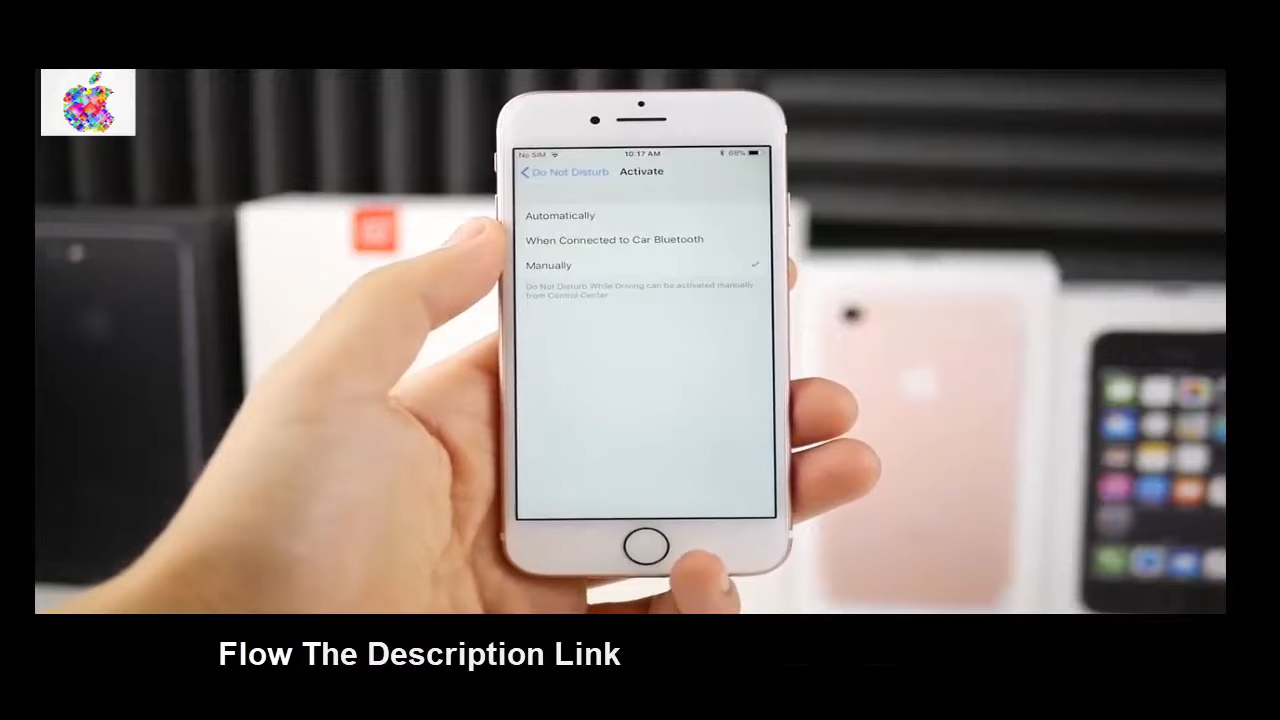 No SIM
10:17 AM
68%
Do Not Disturb
Activate
Automatically
When Connected to Car Bluetooth
Manually
Do Not Disturb While Driving can be activated manually
from Control Center
Flow The Description Link